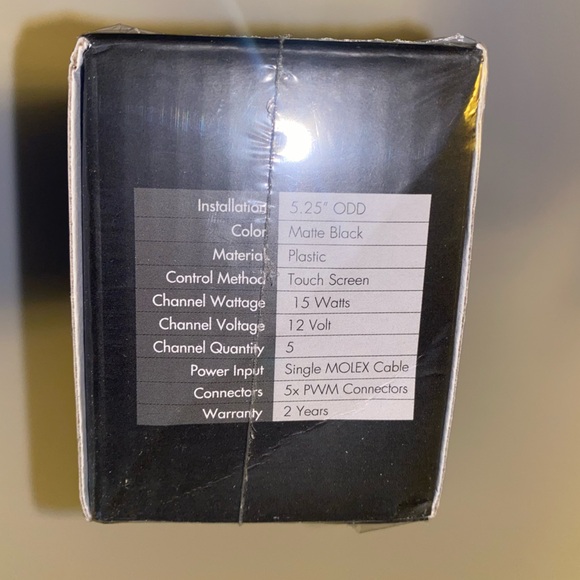 Installation 5.25" ODD
Color Matte Black
Material Plastic
Control Method Touch Screen
Channel Wattage 15 Watts
Channel Voltage 12 Volt
Channel Quantity 5
Power Input Single MOLEX Cable
Connectors 5x PWM Connectors
Warranty 2 Years